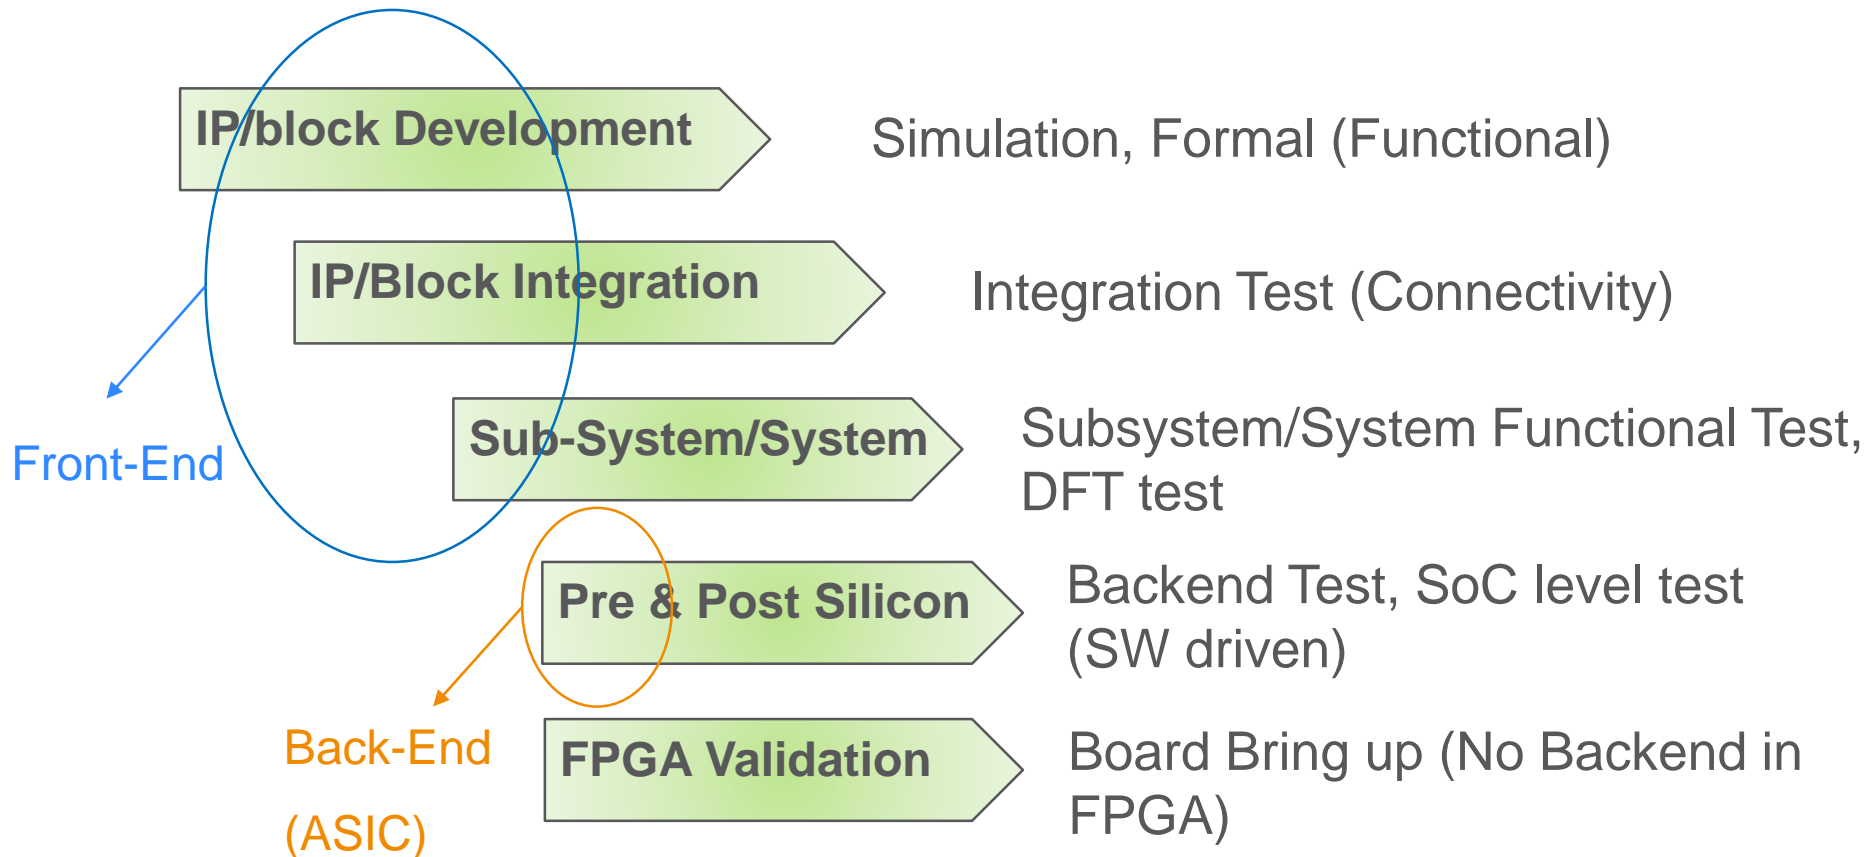 IP/block Development
Simulation, Formal (Functional)
IP/Block Integration
Integration Test (Connectivity)
Front-End
Sub-System/System
Subsystem/System Functional Test,
DFT test
Pre & Post Silicon
Backend Test, SoC level test
(SW driven)
Back-End
(ASIC)
FPGA Validation
Board Bring up (No Backend in
FPGA)